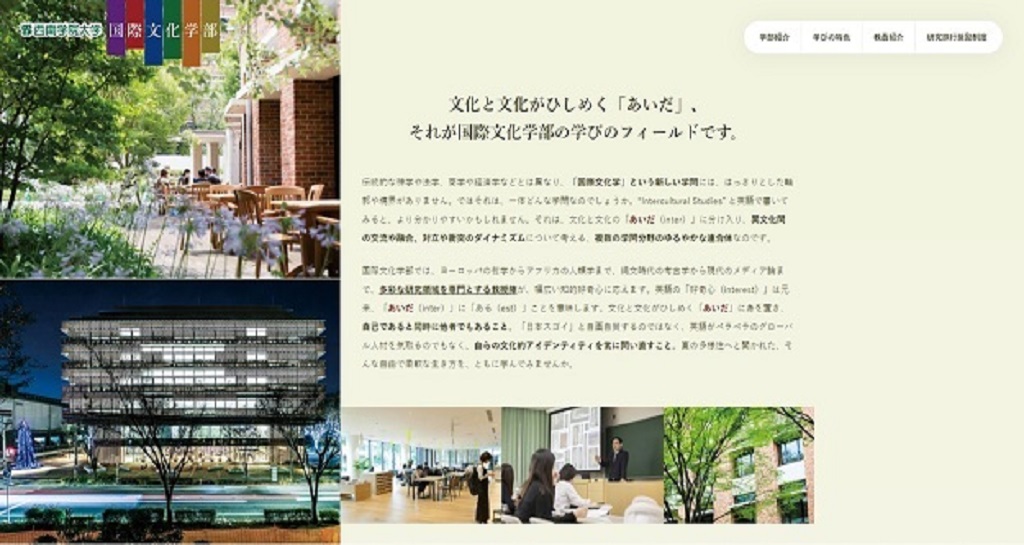 西南学院大学 国際文化学部
学部紹介 学びの特色 教員紹介 研究旅行奨励制度
文化と文化がひしめく「あいだ」、
それが国際文化学部の学びのフィールドです。
伝統的な神学や法学、商学や経済学などとは異なり、「国際文化学」という新しい学問には、はっきりとした輪
郭や境界がありません。ではそれは、一体どんな学問なのでしょうか。“Intercultural Studies” と英語で書いて
みると、より分かりやすいかもしれません。それは、文化と文化の「あいだ（inter）」に分け入り、異文化間
の交流や融合、対立や衝突のダイナミズムについて考える、複数の学問分野のゆるやかな連合体なのです。
国際文化学部では、ヨーロッパの哲学からアフリカの人類学まで、縄文時代の考古学から現代のメディア論ま
で、多彩な研究領域を専門とする教授陣が、幅広い知的好奇心に応えます。英語の「好奇心（interest）」は元
来、「あいだ（inter）」に「ある（est）」ことを意味します。文化と文化がひしめく「あいだ」に身を置き、
自己であると同時に他者でもあること。「日本スゴイ」と自画自賛するのではなく、英語がペラペラのグローバ
ル人材を気取るのでもなく、自らの文化的アイデンティティを常に問い直すこと。真の多様性へと開かれた、そ
んな自由で柔軟な生き方を、ともに学んでみませんか。